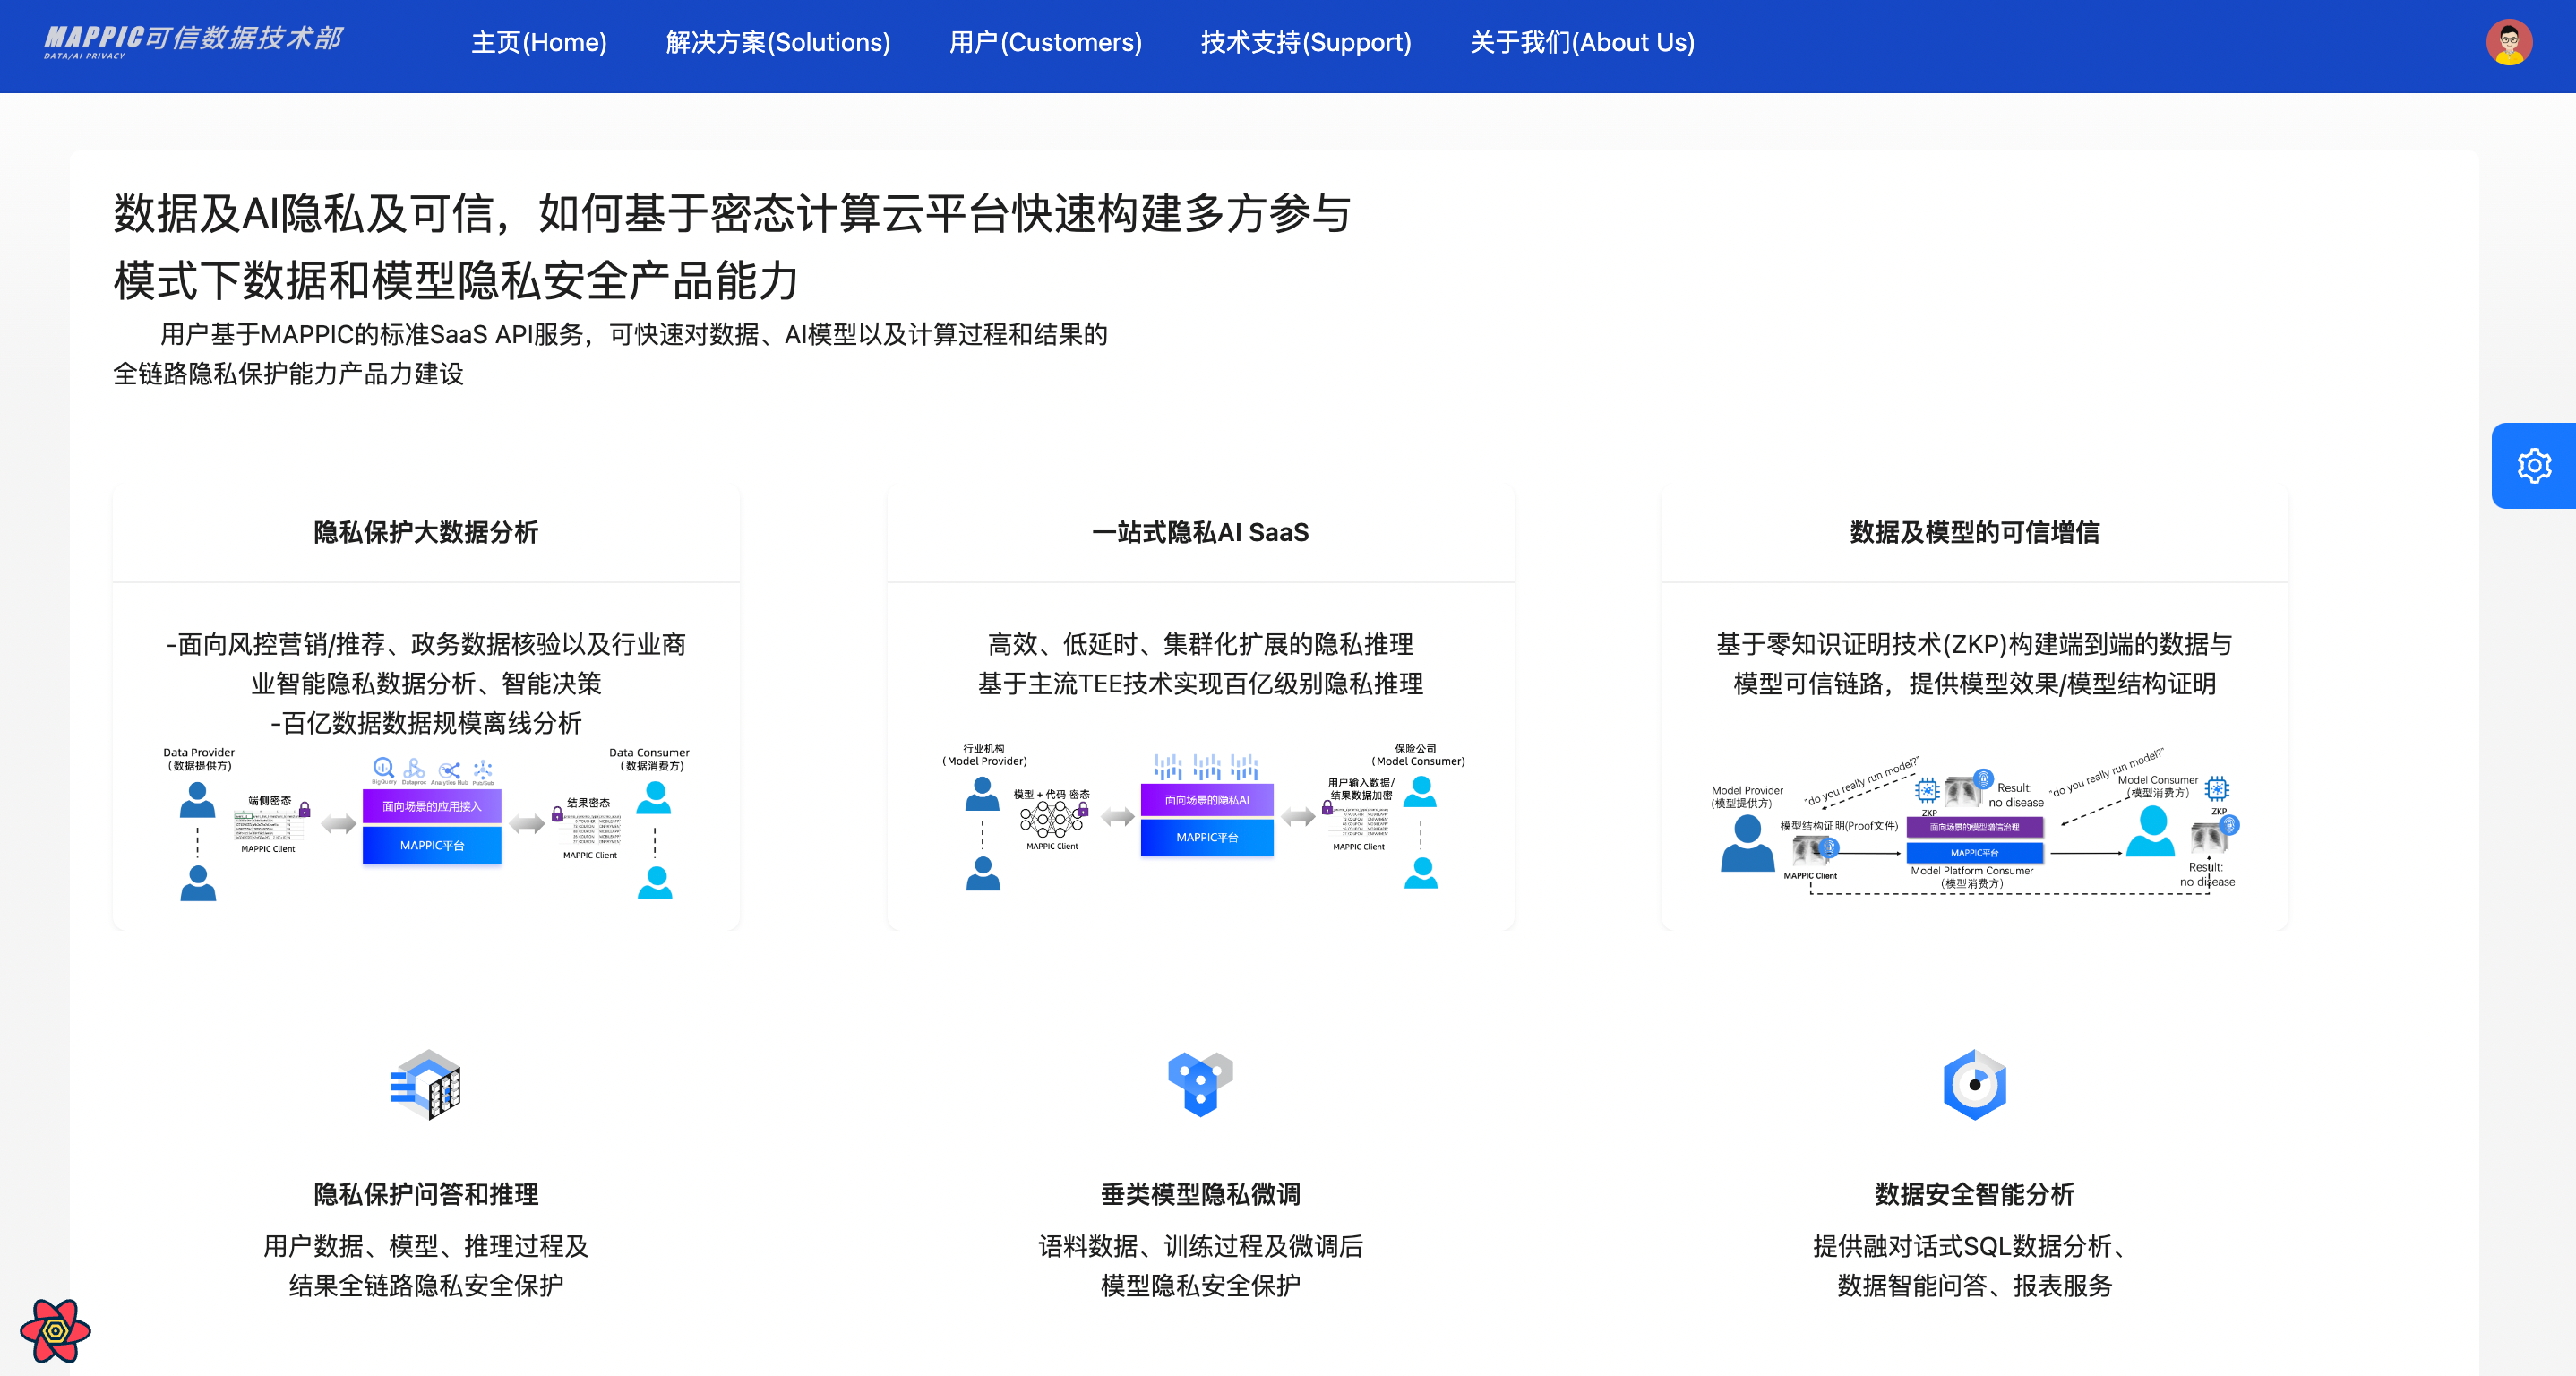 MAPPIC可信数据技术部
DATA/AI PRIVACY
主页(Home)
解决方案(Solutions)
用户(Customers)
技术支持(Support)
关于我们(About Us)
数据及AI隐私及可信，如何基于密态计算云平台快速构建多方参与
模式下数据和模型隐私安全产品能力
用户基于MAPPIC的标准SaaS API服务，可快速对数据、AI模型以及计算过程和结果的
全链路隐私保护能力产品力建设
隐私保护大数据分析
-面向风控营销/推荐、政务数据核验以及行业商
业智能隐私数据分析、智能决策
-百亿数据数据规模离线分析
Data Provider
（数据提供方）
端侧密态
MAPPIC Client
BigQuery
Dataproc
Analytics Hub
Pub/Sub
面向场景的应用接入
MAPPIC平台
结果密态
MAPPIC Client
Data Consumer
（数据消费方）
一站式隐私AI SaaS
高效、低延时、集群化扩展的隐私推理
基于主流TEE技术实现百亿级别隐私推理
行业机构
（Model Provider）
模型 + 代码 密态
MAPPIC Client
面向场景的隐私AI
MAPPIC平台
保险公司
（Model Consumer）
用户输入数据/
结果数据加密
MAPPIC Client
数据及模型的可信增信
基于零知识证明技术(ZKP)构建端到端的数据与
模型可信链路，提供模型效果/模型结构证明
Model Provider
(模型提供方)
"do you really run model?"
ZKP
Result:
no disease
"do you really run model?"
Model Consumer
(模型消费方)
ZKP
模型结构证明(Proof文件)
MAPPIC Client
面向场景的模型增信治理
MAPPIC平台
Model Platform Consumer
（模型消费方）
Result:
no disease
隐私保护问答和推理
用户数据、模型、推理过程及
结果全链路隐私安全保护
垂类模型隐私微调
语料数据、训练过程及微调后
模型隐私安全保护
数据安全智能分析
提供融对话式SQL数据分析、
数据智能问答、报表服务